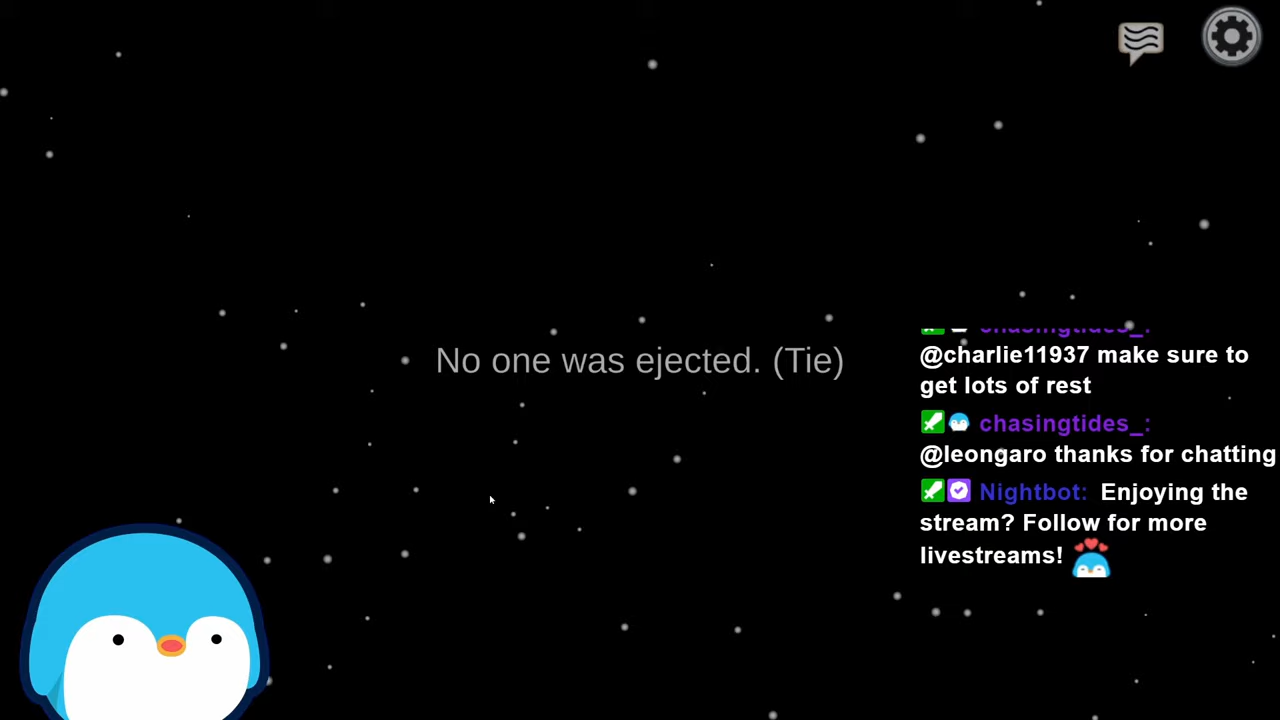 No one was ejected. (Tie)
chasingtides_:
@charlie11937 make sure to
get lots of rest
chasingtides_:
@leongaro thanks for chatting
Nightbot: Enjoying the
stream? Follow for more
livestreams!